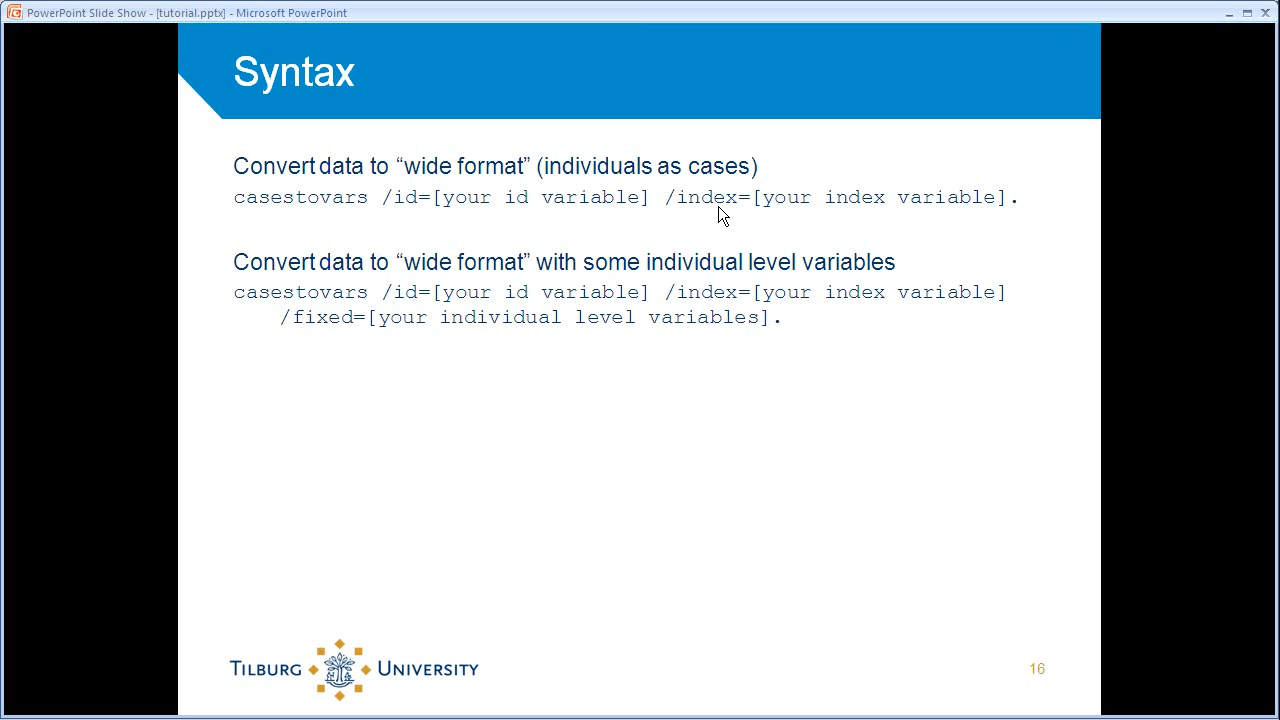 PowerPoint Slide Show - [tutorial.pptx] - Microsoft PowerPoint
Syntax
Convert data to “wide format” (individuals as cases)
casestovars /id=[your id variable] /index=[your index variable].
Convert data to “wide format” with some individual level variables
casestovars /id=[your id variable] /index=[your index variable]
/fixed=[your individual level variables].
TILBURG UNIVERSITY
16